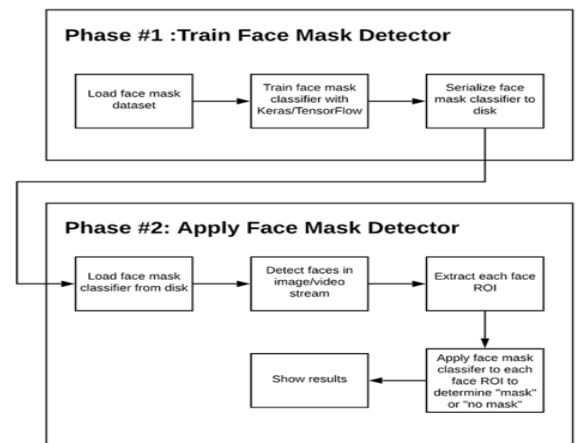 Phase #1 :Train Face Mask Detector
Load face mask
dataset
Train face mask
classifier with
Keras/TensorFlow
Serialize face
mask classifier to
disk
Phase #2: Apply Face Mask Detector
Load face mask
classifier from disk
Detect faces in
image/video
stream
Extract each face
ROI
Apply face mask
classifer to each
face ROI to
determine "mask"
or "no mask"
Show results